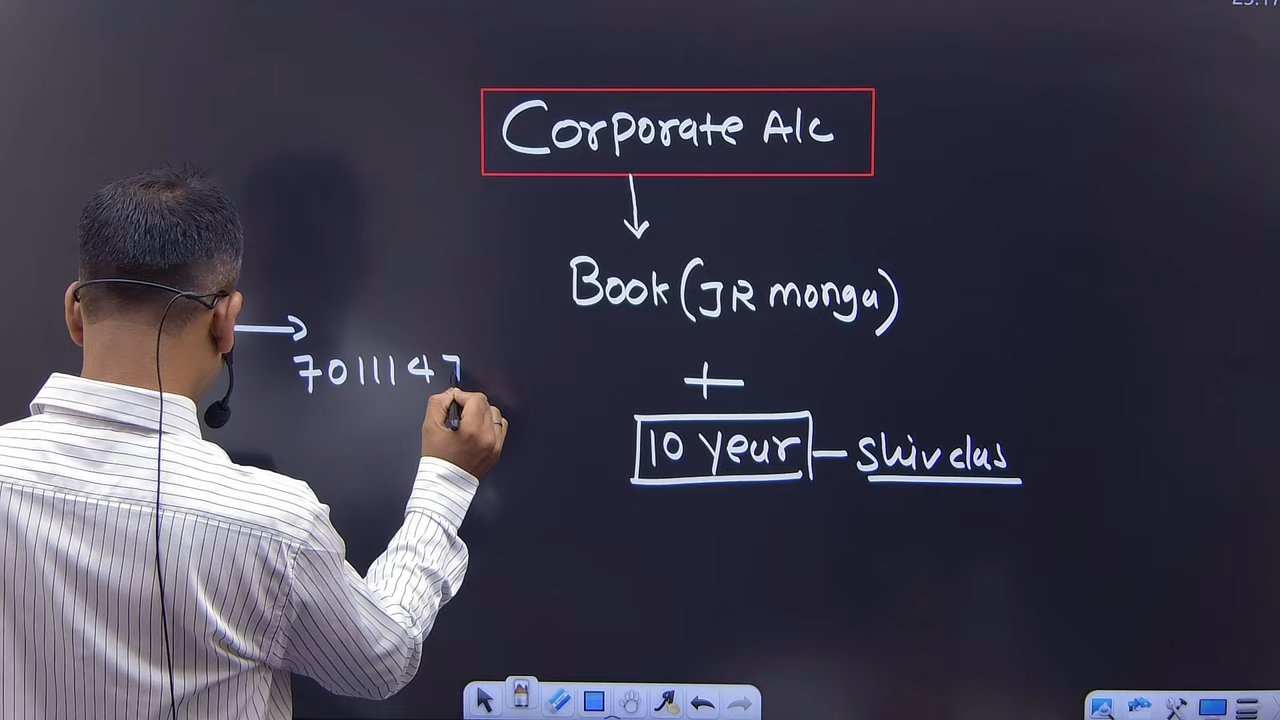 Corporate A/c
Book (JR monga)
7011147
+
10 year — Shivdas